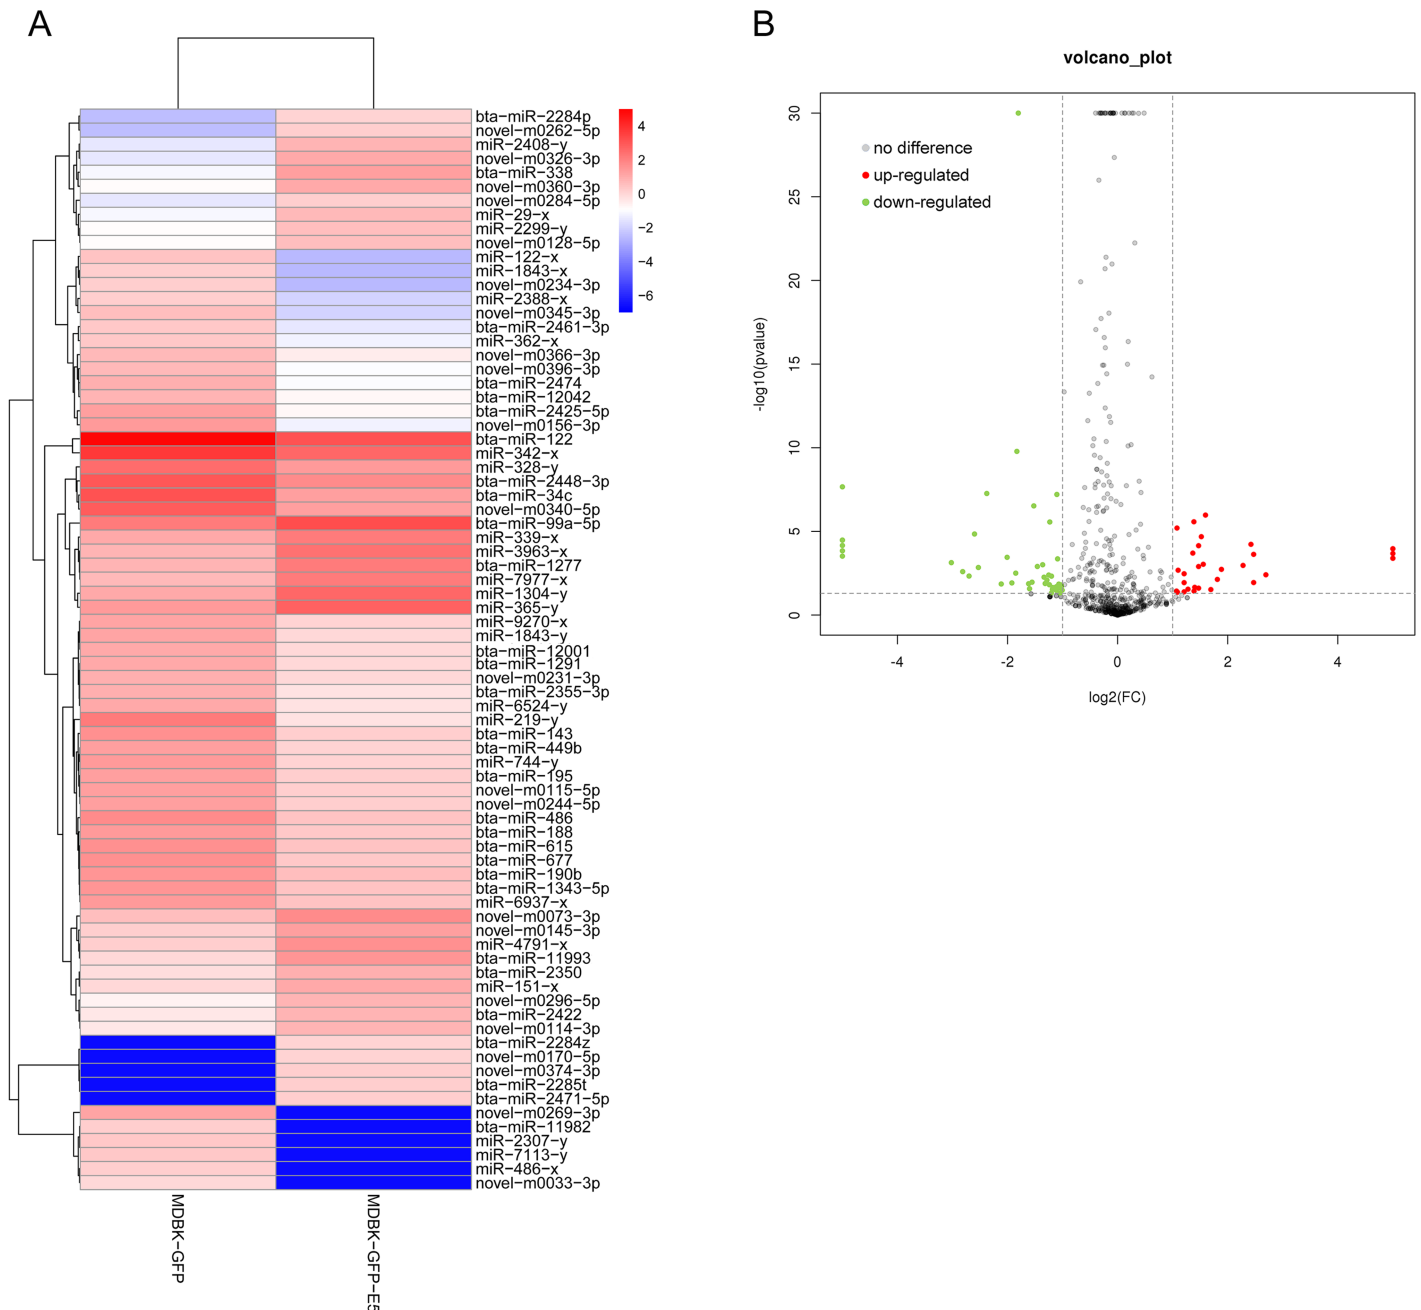 A
bta−miR−2284p
novel−m0262−5p
miR−2408−y
novel−m0326−3p
bta−miR−338
novel−m0360−3p
novel−m0284−5p
miR−29−x
miR−2299−y
novel−m0128−5p
miR−122−x
miR−1843−x
novel−m0234−3p
miR−2388−x
novel−m0345−3p
bta−miR−2461−3p
miR−362−x
novel−m0366−3p
novel−m0396−3p
bta−miR−2474
bta−miR−12042
bta−miR−2425−5p
novel−m0156−3p
bta−miR−122
miR−342−x
miR−328−y
bta−miR−2448−3p
bta−miR−34c
novel−m0340−5p
bta−miR−99a−5p
miR−339−x
miR−3963−x
bta−miR−1277
miR−7977−x
miR−1304−y
miR−365−y
miR−9270−x
miR−1843−y
bta−miR−12001
bta−miR−1291
novel−m0231−3p
bta−miR−2355−3p
miR−6524−y
miR−219−y
bta−miR−143
bta−miR−449b
miR−744−y
bta−miR−195
novel−m0115−5p
novel−m0244−5p
bta−miR−486
bta−miR−188
bta−miR−615
bta−miR−677
bta−miR−190b
bta−miR−1343−5p
miR−6937−x
novel−m0073−3p
novel−m0145−3p
miR−4791−x
bta−miR−11993
bta−miR−2350
miR−151−x
novel−m0296−5p
bta−miR−2422
novel−m0114−3p
bta−miR−2284z
novel−m0170−5p
novel−m0374−3p
bta−miR−2285t
bta−miR−2471−5p
novel−m0269−3p
bta−miR−11982
miR−2307−y
miR−7113−y
miR−486−x
novel−m0033−3p
4
2
0
−2
−4
−6
MDBK−GFP
MDBK−GFP−E5
B
volcano_plot
no difference
up-regulated
down-regulated
30
25
20
15
10
5
0
-log10(pvalue)
-4
-2
0
2
4
log2(FC)